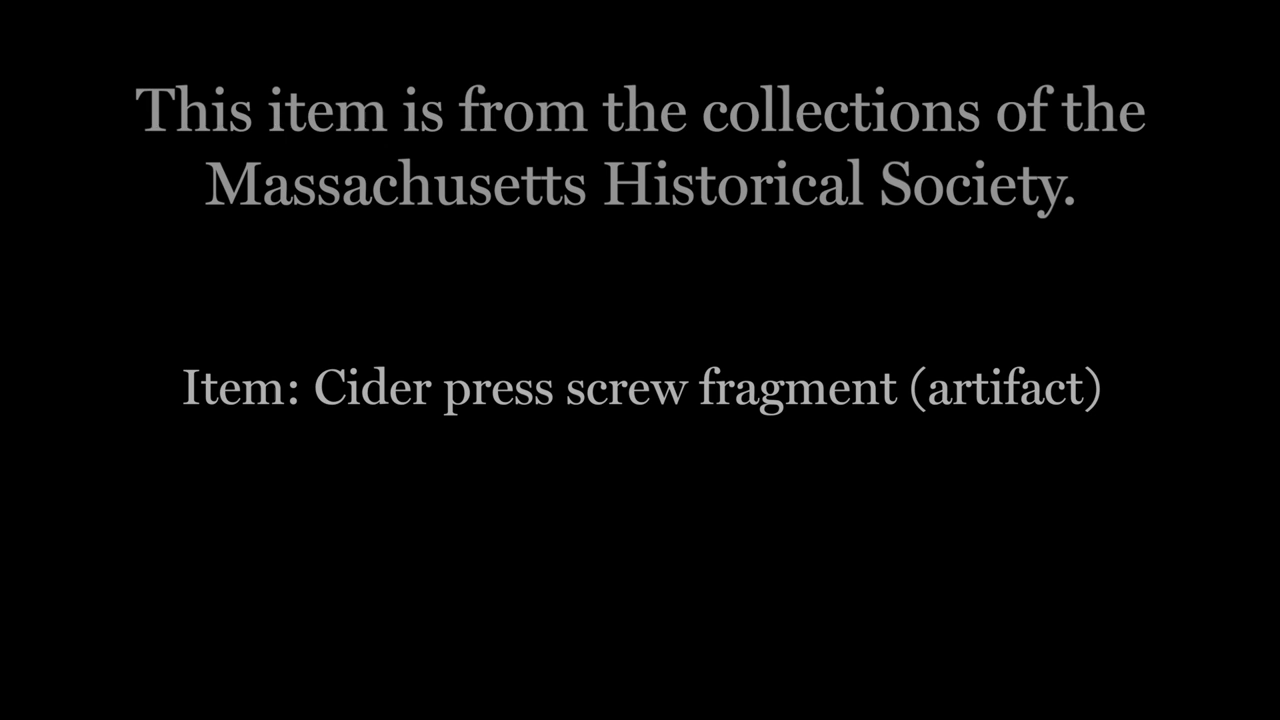 This item is from the collections of the
Massachusetts Historical Society.
Item: Cider press screw fragment (artifact)